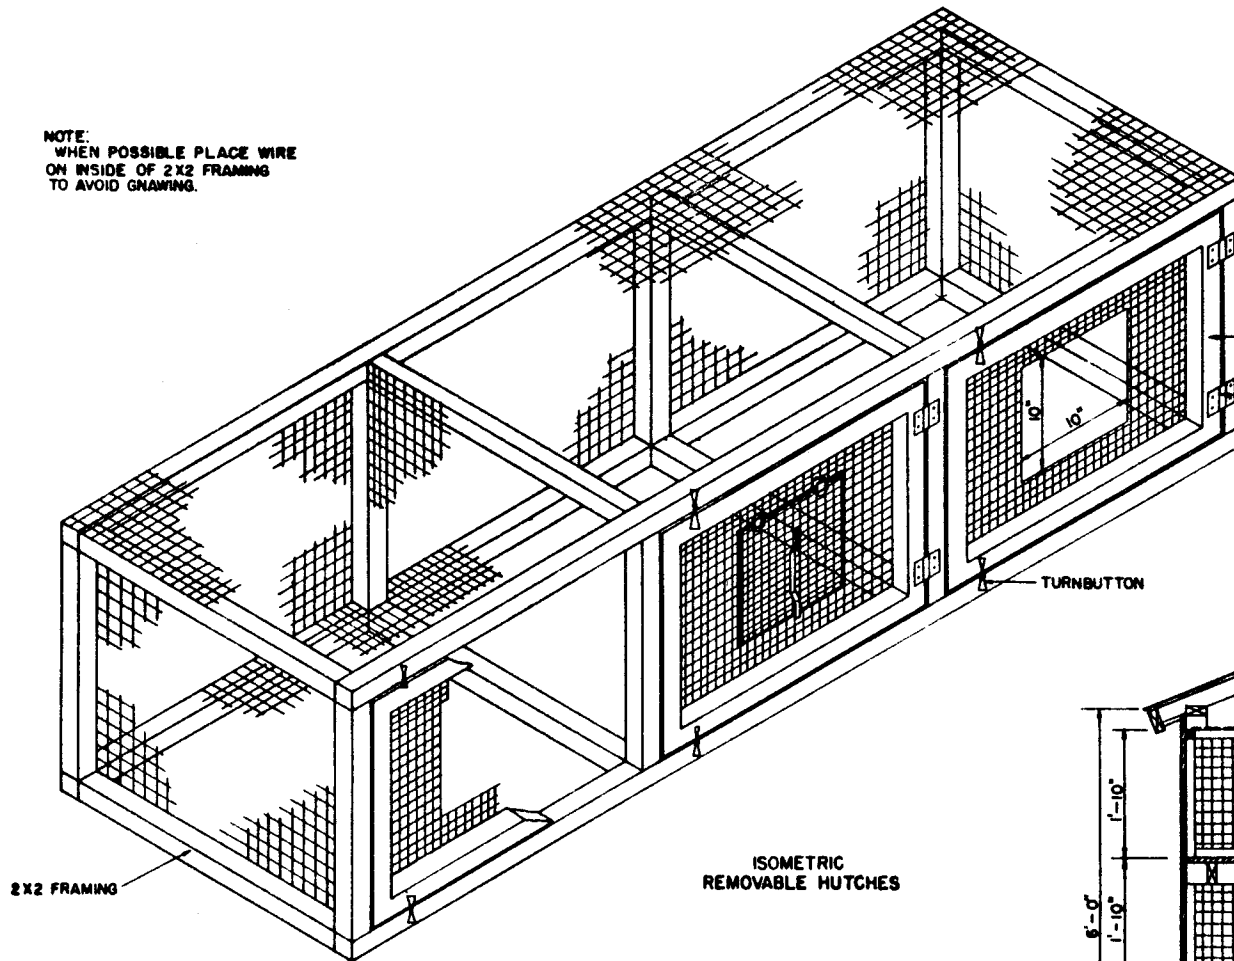 NOTE:
WHEN POSSIBLE PLACE WIRE
ON INSIDE OF 2X2 FRAMING
TO AVOID GNAWING.
10"
10"
TURNBUTTON
2X2 FRAMING
ISOMETRIC
REMOVABLE HUTCHES
1'-10"
6'-0"
1'-10"